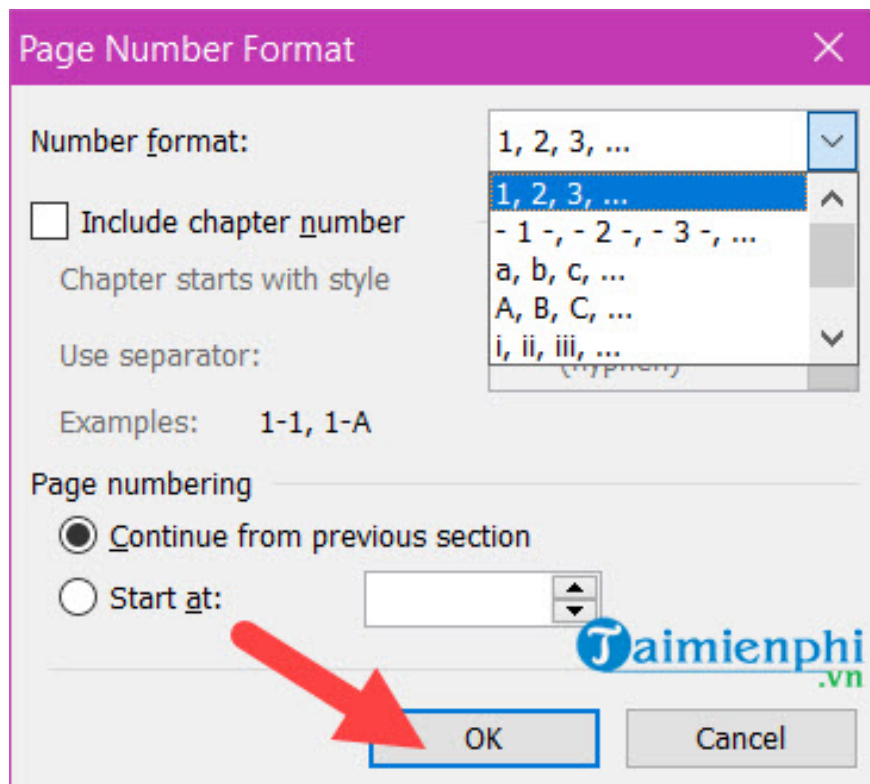 Page Number Format
Number format:
1, 2, 3, ...
1, 2, 3, ...
- 1 -, - 2 -, - 3 -, ...
a, b, c, ...
A, B, C, ...
i, ii, iii, ...
Include chapter number
Chapter starts with style
Use separator:
(hyphen)
Examples: 1-1, 1-A
Page numbering
Continue from previous section
Start at:
Taimienphi
.vn
OK Cancel